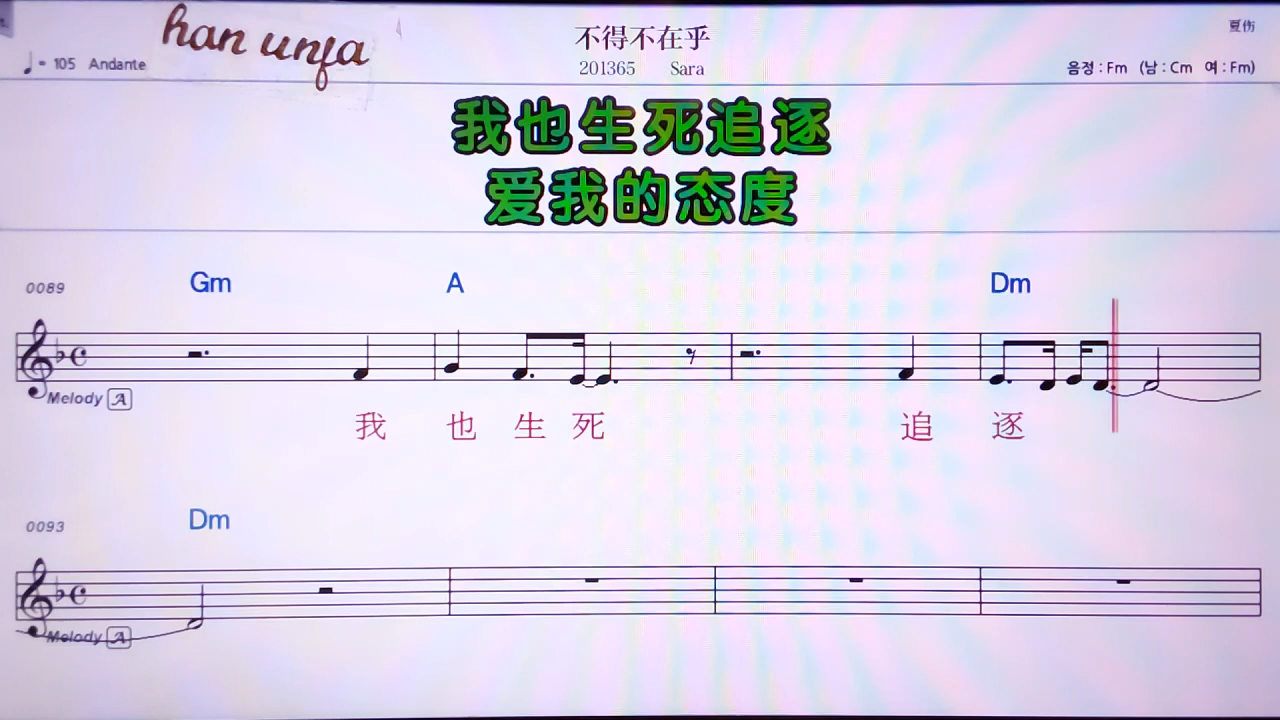 han unfa
不得不在乎
夏伤
= 105 Andante
201365 Sara
음정 : Fm (남 : Cm 여 : Fm)
我也生死追逐
爱我的态度
0089 Gm A Dm
Melody A
我 也 生 死 追 逐
0093 Dm
Melody A